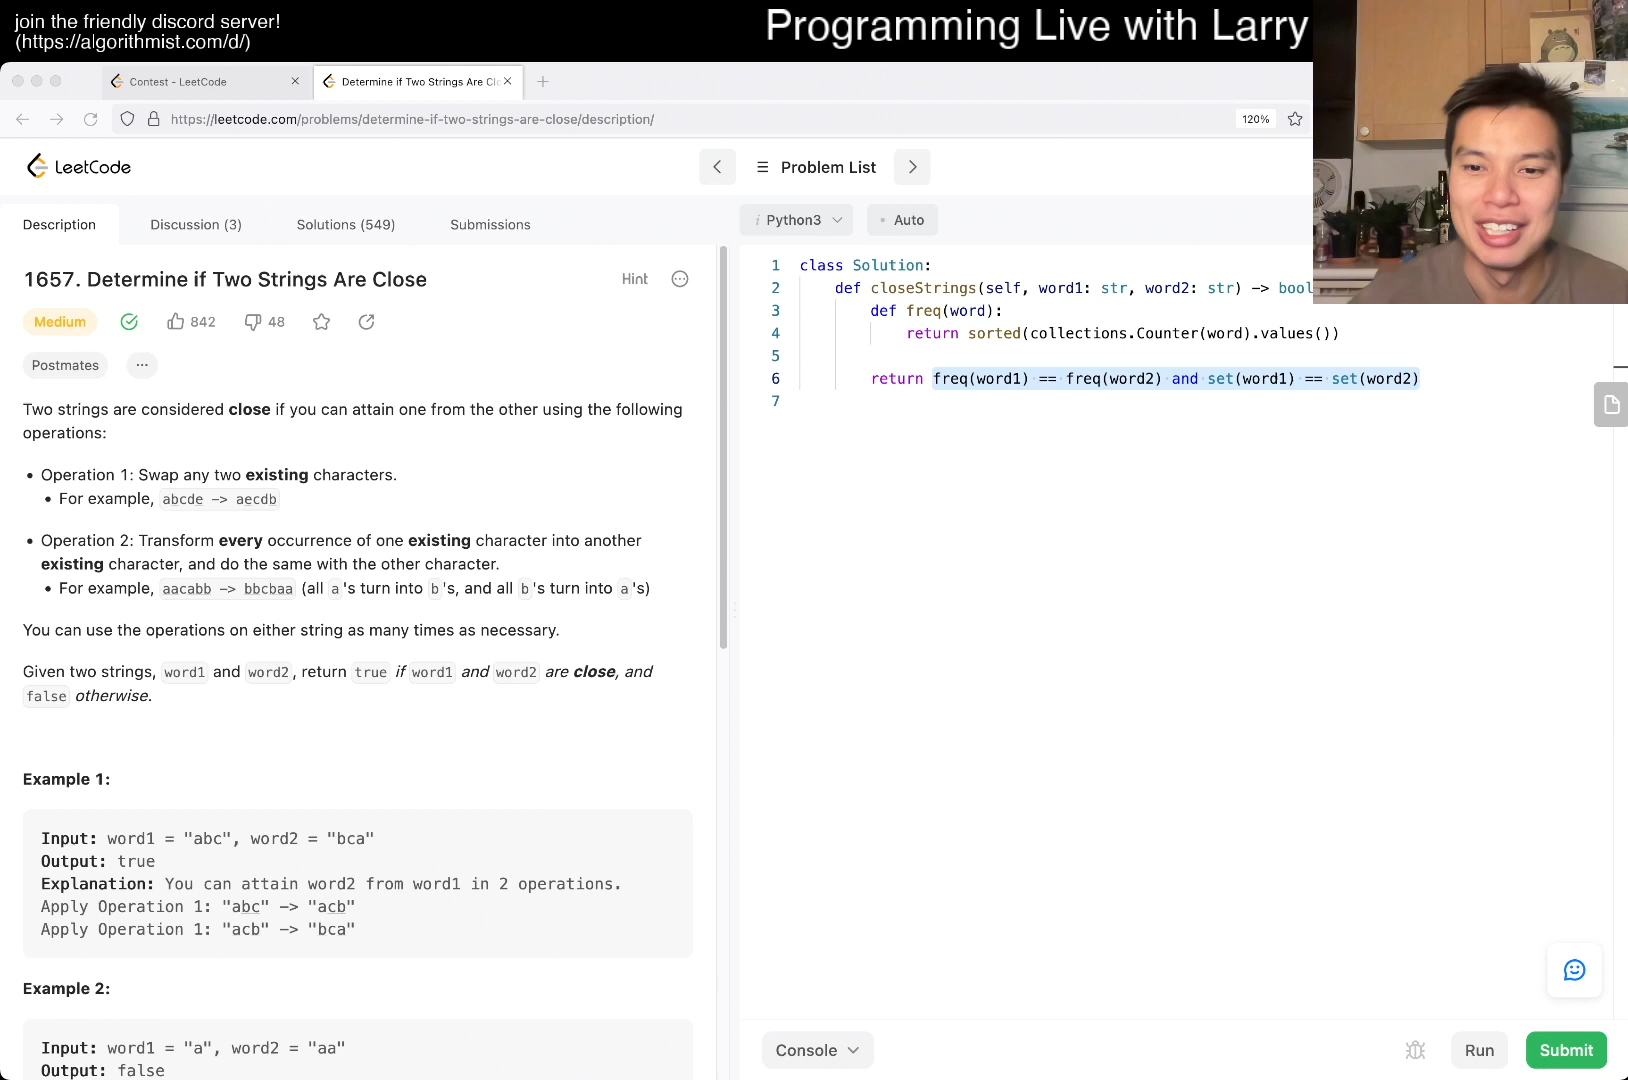 join the friendly discord server!
(https://algorithmist.com/d/)
Programming Live with Larry
Contest - LeetCode
Determine if Two Strings Are Clo
https://leetcode.com/problems/determine-if-two-strings-are-close/description/
120%
LeetCode
Problem List
Description
Discussion (3)
Solutions (549)
Submissions
1657. Determine if Two Strings Are Close
Hint
Medium
842
48
Postmates
...
Two strings are considered close if you can attain one from the other using the following
operations:
• Operation 1: Swap any two existing characters.
• For example, abcde -> aecdb
• Operation 2: Transform every occurrence of one existing character into another
existing character, and do the same with the other character.
• For example, aacabb -> bbcbaa (all a's turn into b's, and all b's turn into a's)
You can use the operations on either string as many times as necessary.
Given two strings, word1 and word2, return true if word1 and word2 are close, and
false otherwise.
Example 1:
Input: word1 = "abc", word2 = "bca"
Output: true
Explanation: You can attain word2 from word1 in 2 operations.
Apply Operation 1: "abc" -> "acb"
Apply Operation 1: "acb" -> "bca"
Example 2:
Input: word1 = "a", word2 = "aa"
Output: false
i Python3
Auto
1 class Solution:
2 def closeStrings(self, word1: str, word2: str) -> bool
3 def freq(word):
4 return sorted(collections.Counter(word).values())
5
6 return freq(word1) == freq(word2) and set(word1) == set(word2)
7
Console
Run
Submit